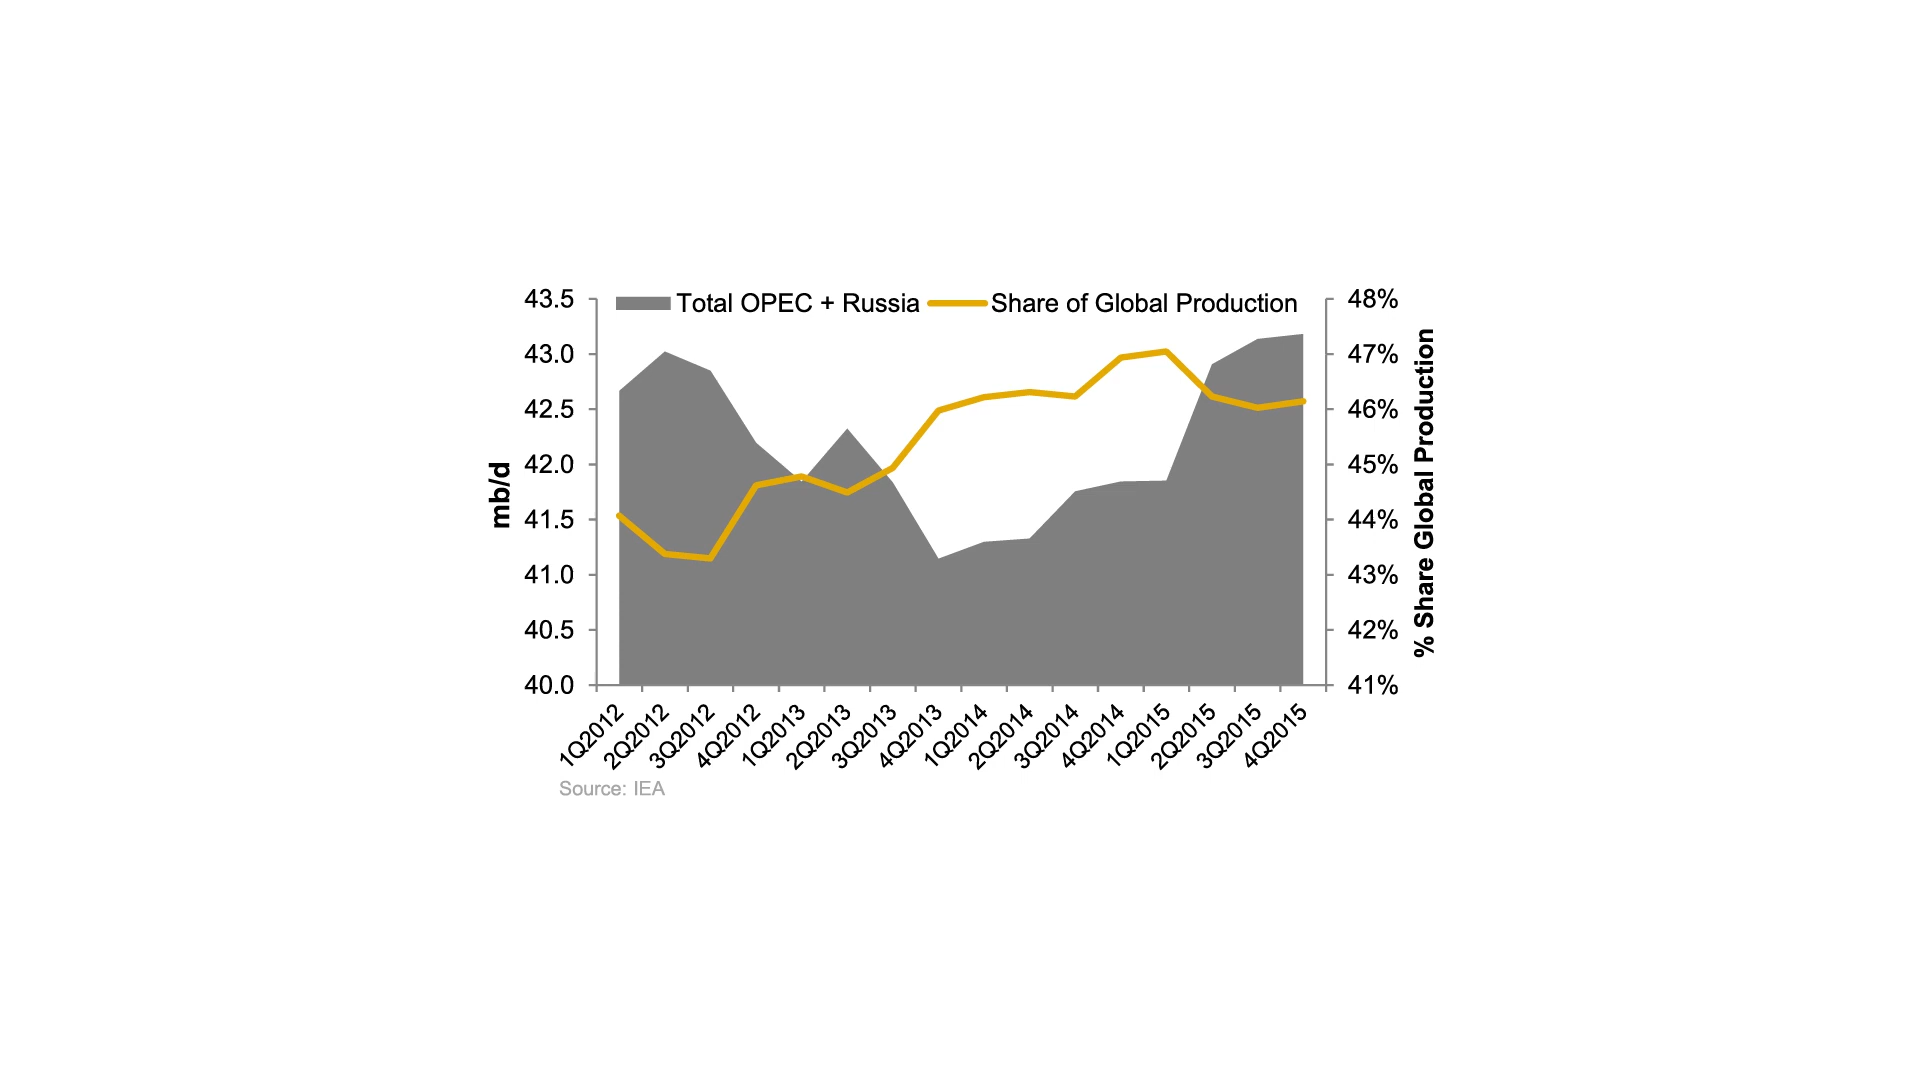 Total OPEC + Russia
Share of Global Production
43.5
43.0
42.5
42.0
41.5
41.0
40.5
40.0
mb/d
48%
47%
46%
45%
44%
43%
42%
41%
% Share Global Production
1Q2012
2Q2012
3Q2012
4Q2012
1Q2013
2Q2013
3Q2013
4Q2013
1Q2014
2Q2014
3Q2014
4Q2014
1Q2015
2Q2015
3Q2015
4Q2015
Source: IEA